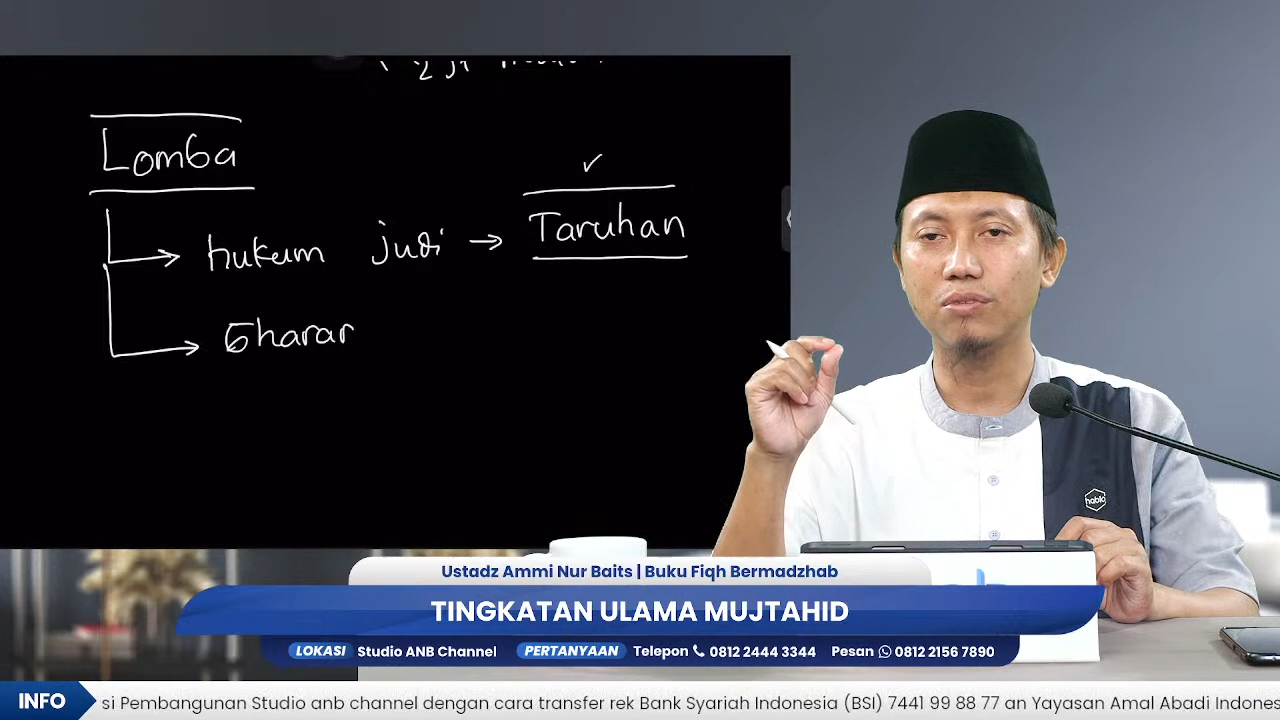 Lomba
hukum judi → Taruhan
Gharar
hablo
Ustadz Ammi Nur Baits | Buku Fiqh Bermadzhab
TINGKATAN ULAMA MUJTAHID
LOKASI Studio ANB Channel PERTANYAAN Telepon 0812 2444 3344 Pesan 0812 2156 7890
INFO si Pembangunan Studio anb channel dengan cara transfer rek Bank Syariah Indonesia (BSI) 7441 99 88 77 an Yayasan Amal Abadi Indones